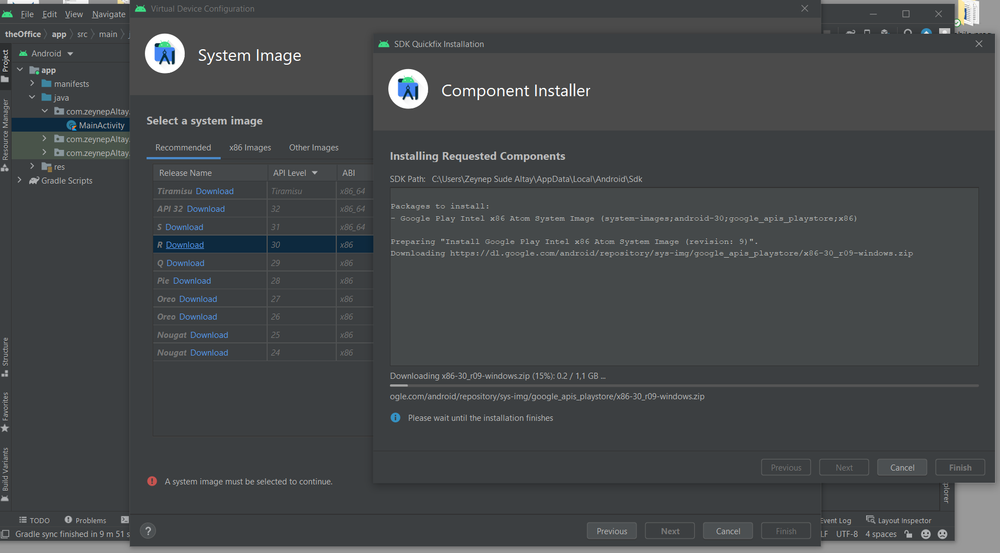 File Edit View Navigate
theOffice app src main
Project
Android
app
manifests
java
com.zeynepAltay.
MainActivity
com.zeynepAltay.
com.zeynepAltay.
res
Gradle Scripts
Resource Manager
Structure
Favorites
Build Variants
TODO
Problems
Gradle sync finished in 9 m 51 s
Virtual Device Configuration
System Image
Select a system image
Recommended x86 Images Other Images
Release Name API Level ABI
Tiramisu Download Tiramisu x86_64
API 32 Download 32 x86_64
S Download 31 x86_64
R Download 30 x86
Q Download 29 x86
Pie Download 28 x86
Oreo Download 27 x86
Oreo Download 26 x86
Nougat Download 25 x86
Nougat Download 24 x86
A system image must be selected to continue.
? Previous Next Cancel Finish
SDK Quickfix Installation
Component Installer
Installing Requested Components
SDK Path: C:\Users\Zeynep Sude Altay\AppData\Local\Android\Sdk
Packages to install:
- Google Play Intel x86 Atom System Image (system-images;android-30;google_apis_playstore;x86)
Preparing "Install Google Play Intel x86 Atom System Image (revision: 9)".
Downloading https://dl.google.com/android/repository/sys-img/google_apis_playstore/x86-30_r09-windows.zip
Downloading x86-30_r09-windows.zip (15%): 0.2 / 1,1 GB ...
ogle.com/android/repository/sys-img/google_apis_playstore/x86-30_r09-windows.zip
Please wait until the installation finishes
Previous Next Cancel Finish
plorer
Event Log Layout Inspector
LF UTF-8 4 spaces